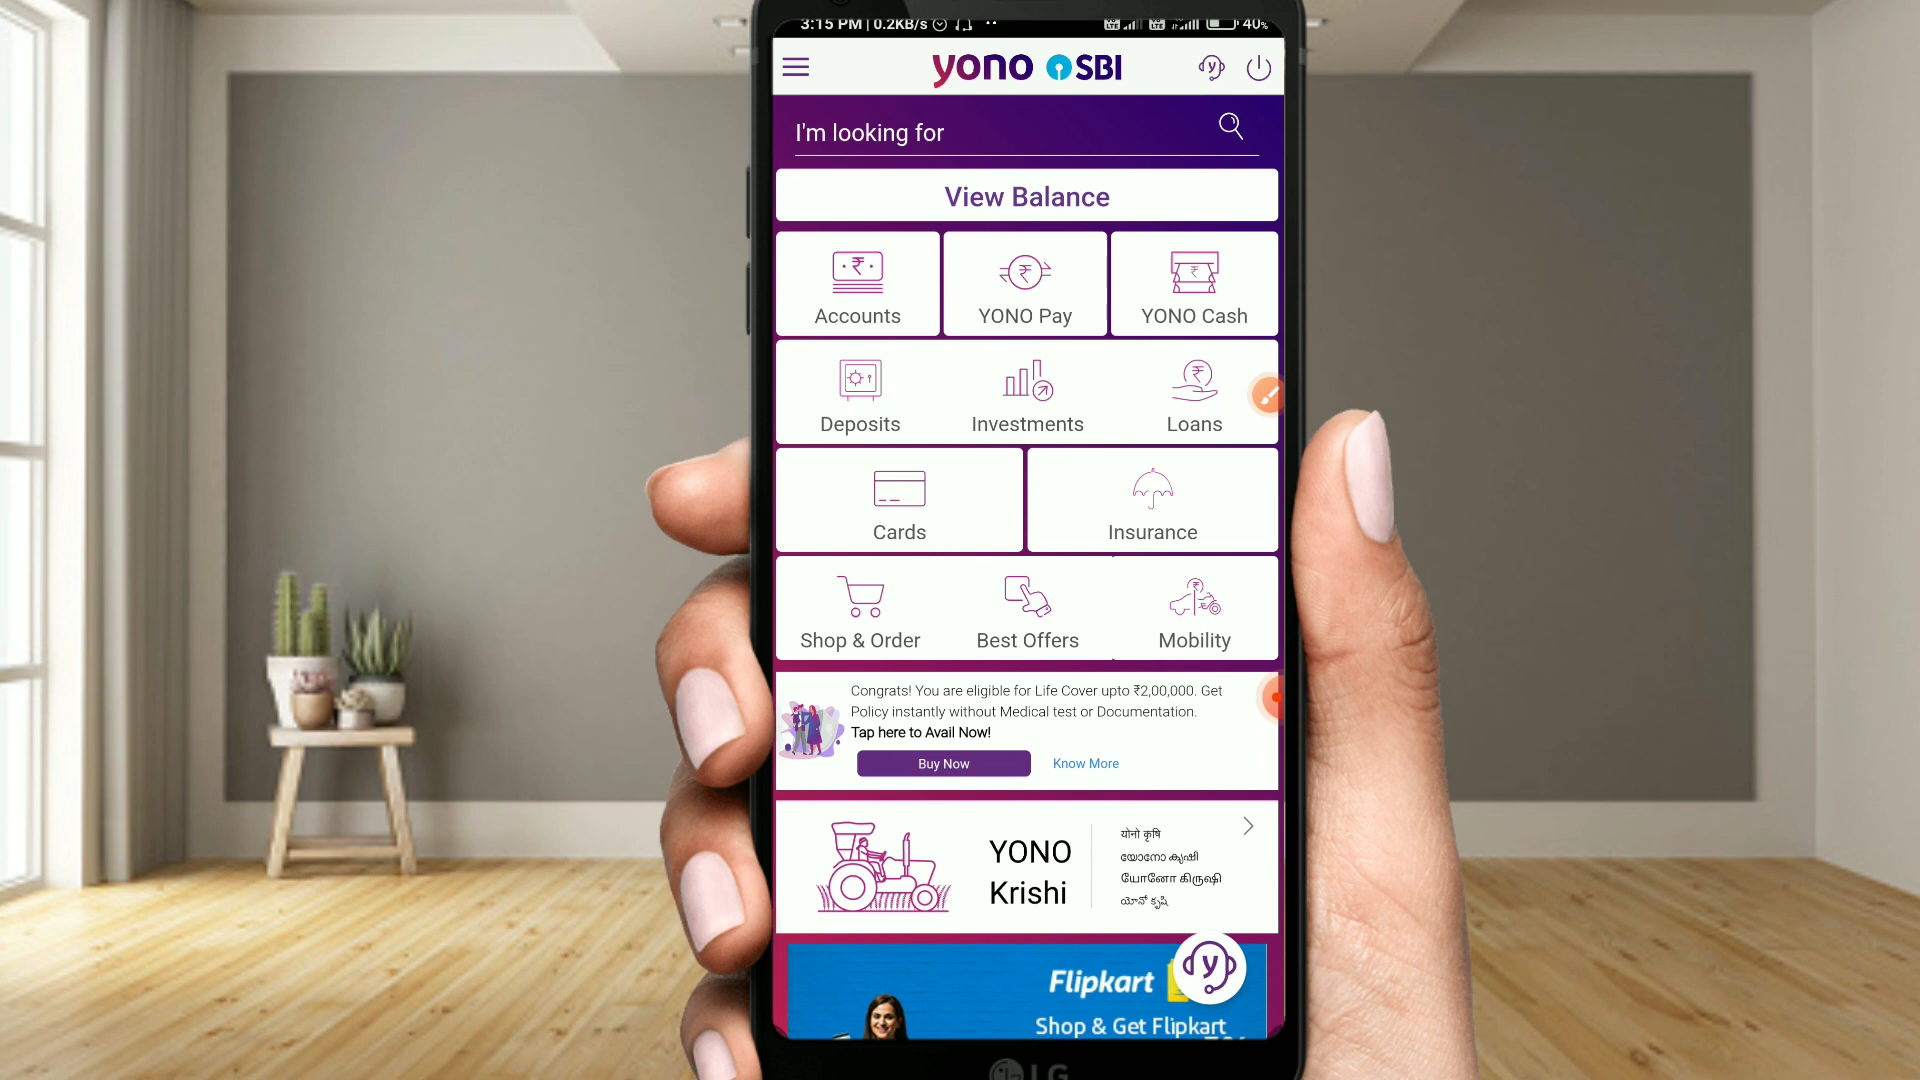 3:15 PM | 0.2KB/s
40%
yono SBI
I'm looking for
View Balance
Accounts
YONO Pay
YONO Cash
Deposits
Investments
Loans
Cards
Insurance
Shop & Order
Best Offers
Mobility
Congrats! You are eligible for Life Cover upto ₹2,00,000. Get
Policy instantly without Medical test or Documentation.
Tap here to Avail Now!
Buy Now
Know More
YONO
Krishi
योनो कृषि
യോനോ കൃഷി
யோனோ கிருஷி
యోనో కృషి
Flipkart
Shop & Get Flipkart
LG